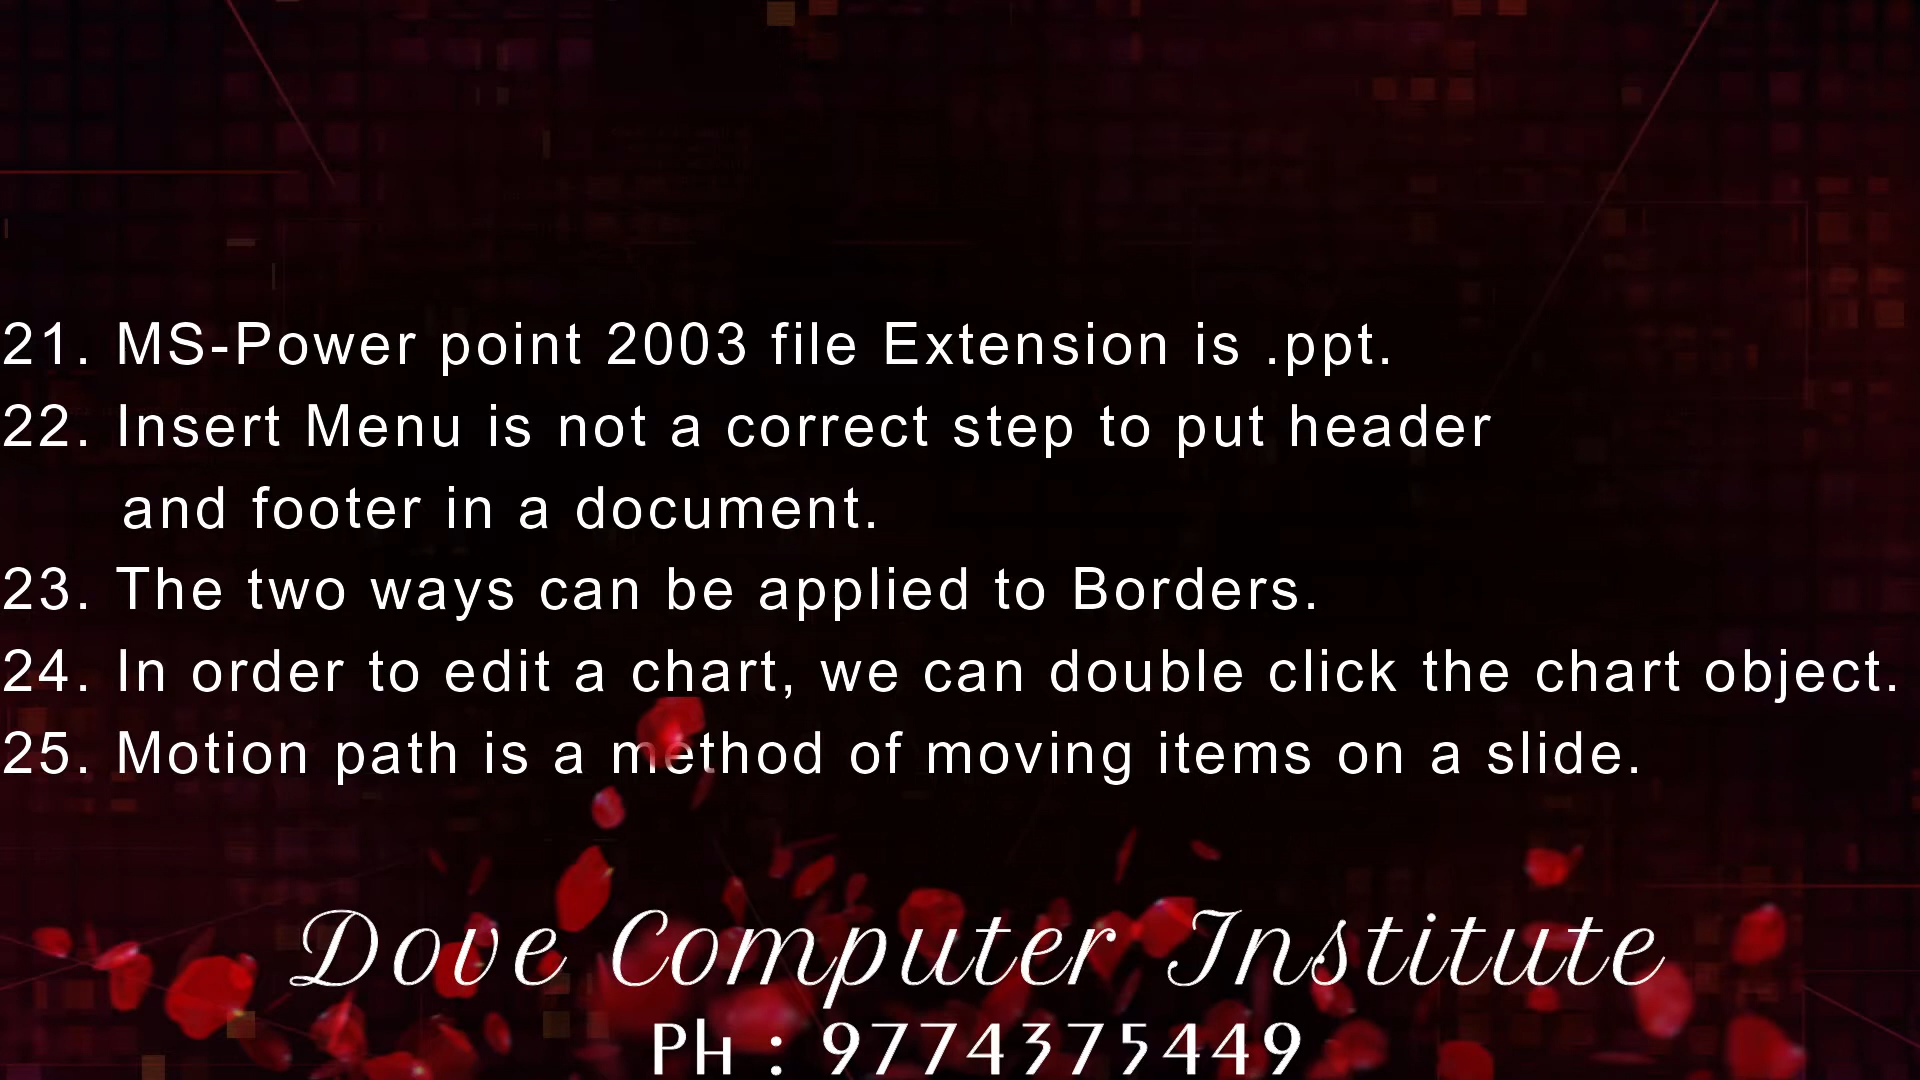 21. MS-Power point 2003 file Extension is .ppt.
22. Insert Menu is not a correct step to put header
and footer in a document.
23. The two ways can be applied to Borders.
24. In order to edit a chart, we can double click the chart object.
25. Motion path is a method of moving items on a slide.
Dove Computer Institute
Ph : 9774375449